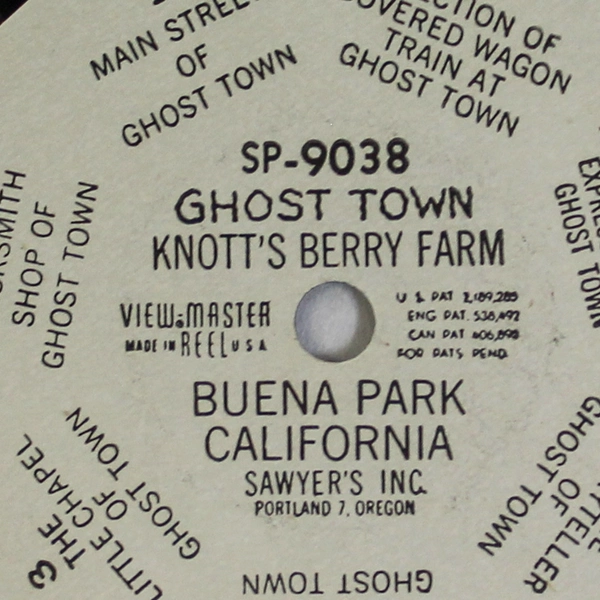 MAIN STREET
OF
GHOST TOWN
OVERED WAGON
TRAIN AT
GHOST TOWN
SP-9038
GHOST TOWN
KNOTT'S BERRY FARM
SHOP OF
GHOST TOWN
GHOST TOWN
VIEW-MASTER
MADE IN REEL U S A
U S PAT 2,189,285
ENG PAT. 538,492
CAN PAT 406,898
FOR PATS PEND.
BUENA PARK
CALIFORNIA
SAWYER'S INC.
PORTLAND 7, OREGON
3 THE
LITTLE CHAPEL
OF
GHOST TOWN
GHOST TOWN
OF
GHOST TOWN